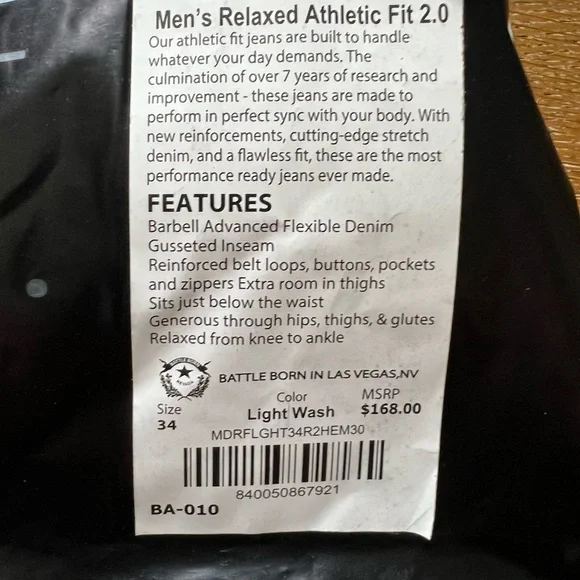 Men's Relaxed Athletic Fit 2.0
Our athletic fit jeans are built to handle
whatever your day demands. The
culmination of over 7 years of research and
improvement - these jeans are made to
perform in perfect sync with your body. With
new reinforcements, cutting-edge stretch
denim, and a flawless fit, these are the most
performance ready jeans ever made.
FEATURES
Barbell Advanced Flexible Denim
Gusseted Inseam
Reinforced belt loops, buttons, pockets
and zippers Extra room in thighs
Sits just below the waist
Generous through hips, thighs, & glutes
Relaxed from knee to ankle
BATTLE BORN
NEVADA
BATTLE BORN IN LAS VEGAS,NV
Size
34
Color
Light Wash
MSRP
$168.00
MDRFLGHT34R2HEM30
840050867921
BA-010